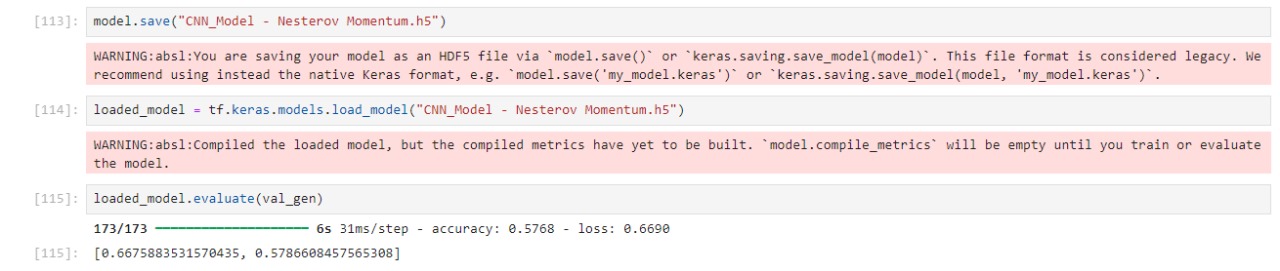 [113]: model.save("CNN_Model - Nesterov Momentum.h5")
WARNING:absl:You are saving your model as an HDF5 file via `model.save()` or `keras.saving.save_model(model)`. This file format is considered legacy. We
recommend using instead the native Keras format, e.g. `model.save('my_model.keras')` or `keras.saving.save_model(model, 'my_model.keras')`.
[114]: loaded_model = tf.keras.models.load_model("CNN_Model - Nesterov Momentum.h5")
WARNING:absl:Compiled the loaded model, but the compiled metrics have yet to be built. `model.compile_metrics` will be empty until you train or evaluate
the model.
[115]: loaded_model.evaluate(val_gen)
173/173 ━━━━━━━━━━━━━━━━━━━━ 6s 31ms/step - accuracy: 0.5768 - loss: 0.6690
[115]: [0.6675883531570435, 0.5786608457565308]